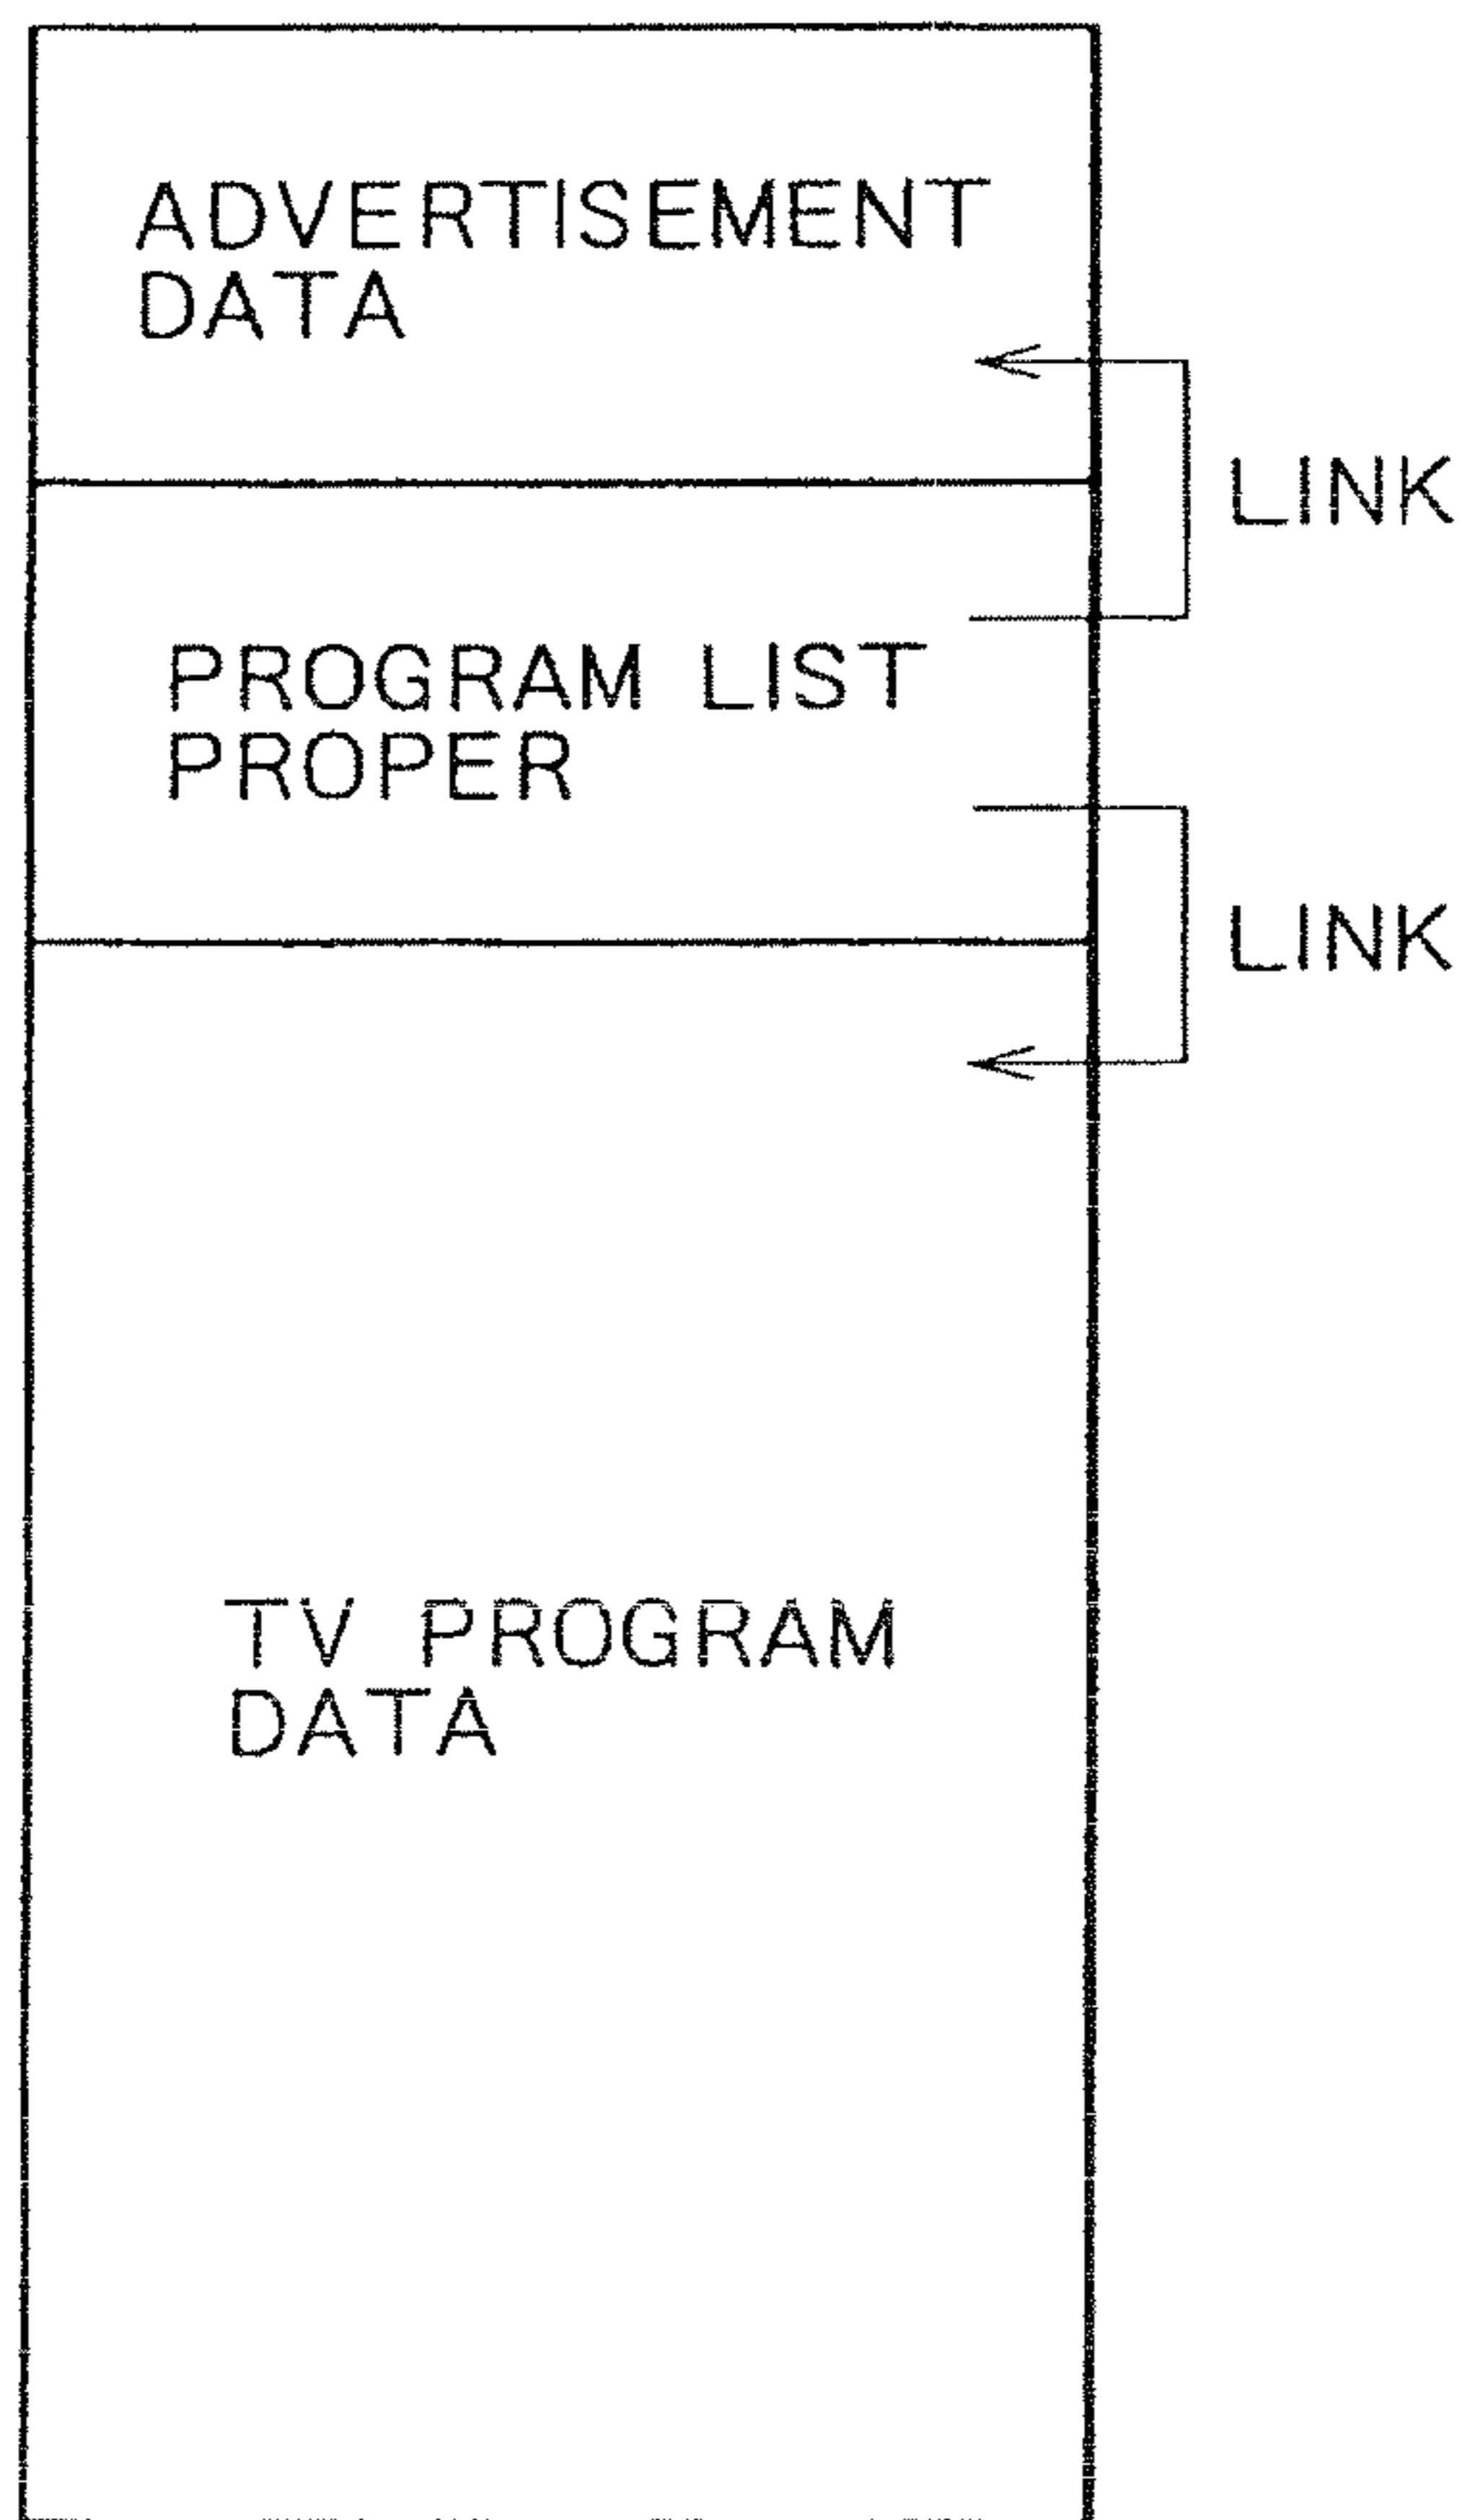 ADVERTISEMENT
DATA
LINK
PROGRAM LIST
PROPER
LINK
TV PROGRAM
DATA